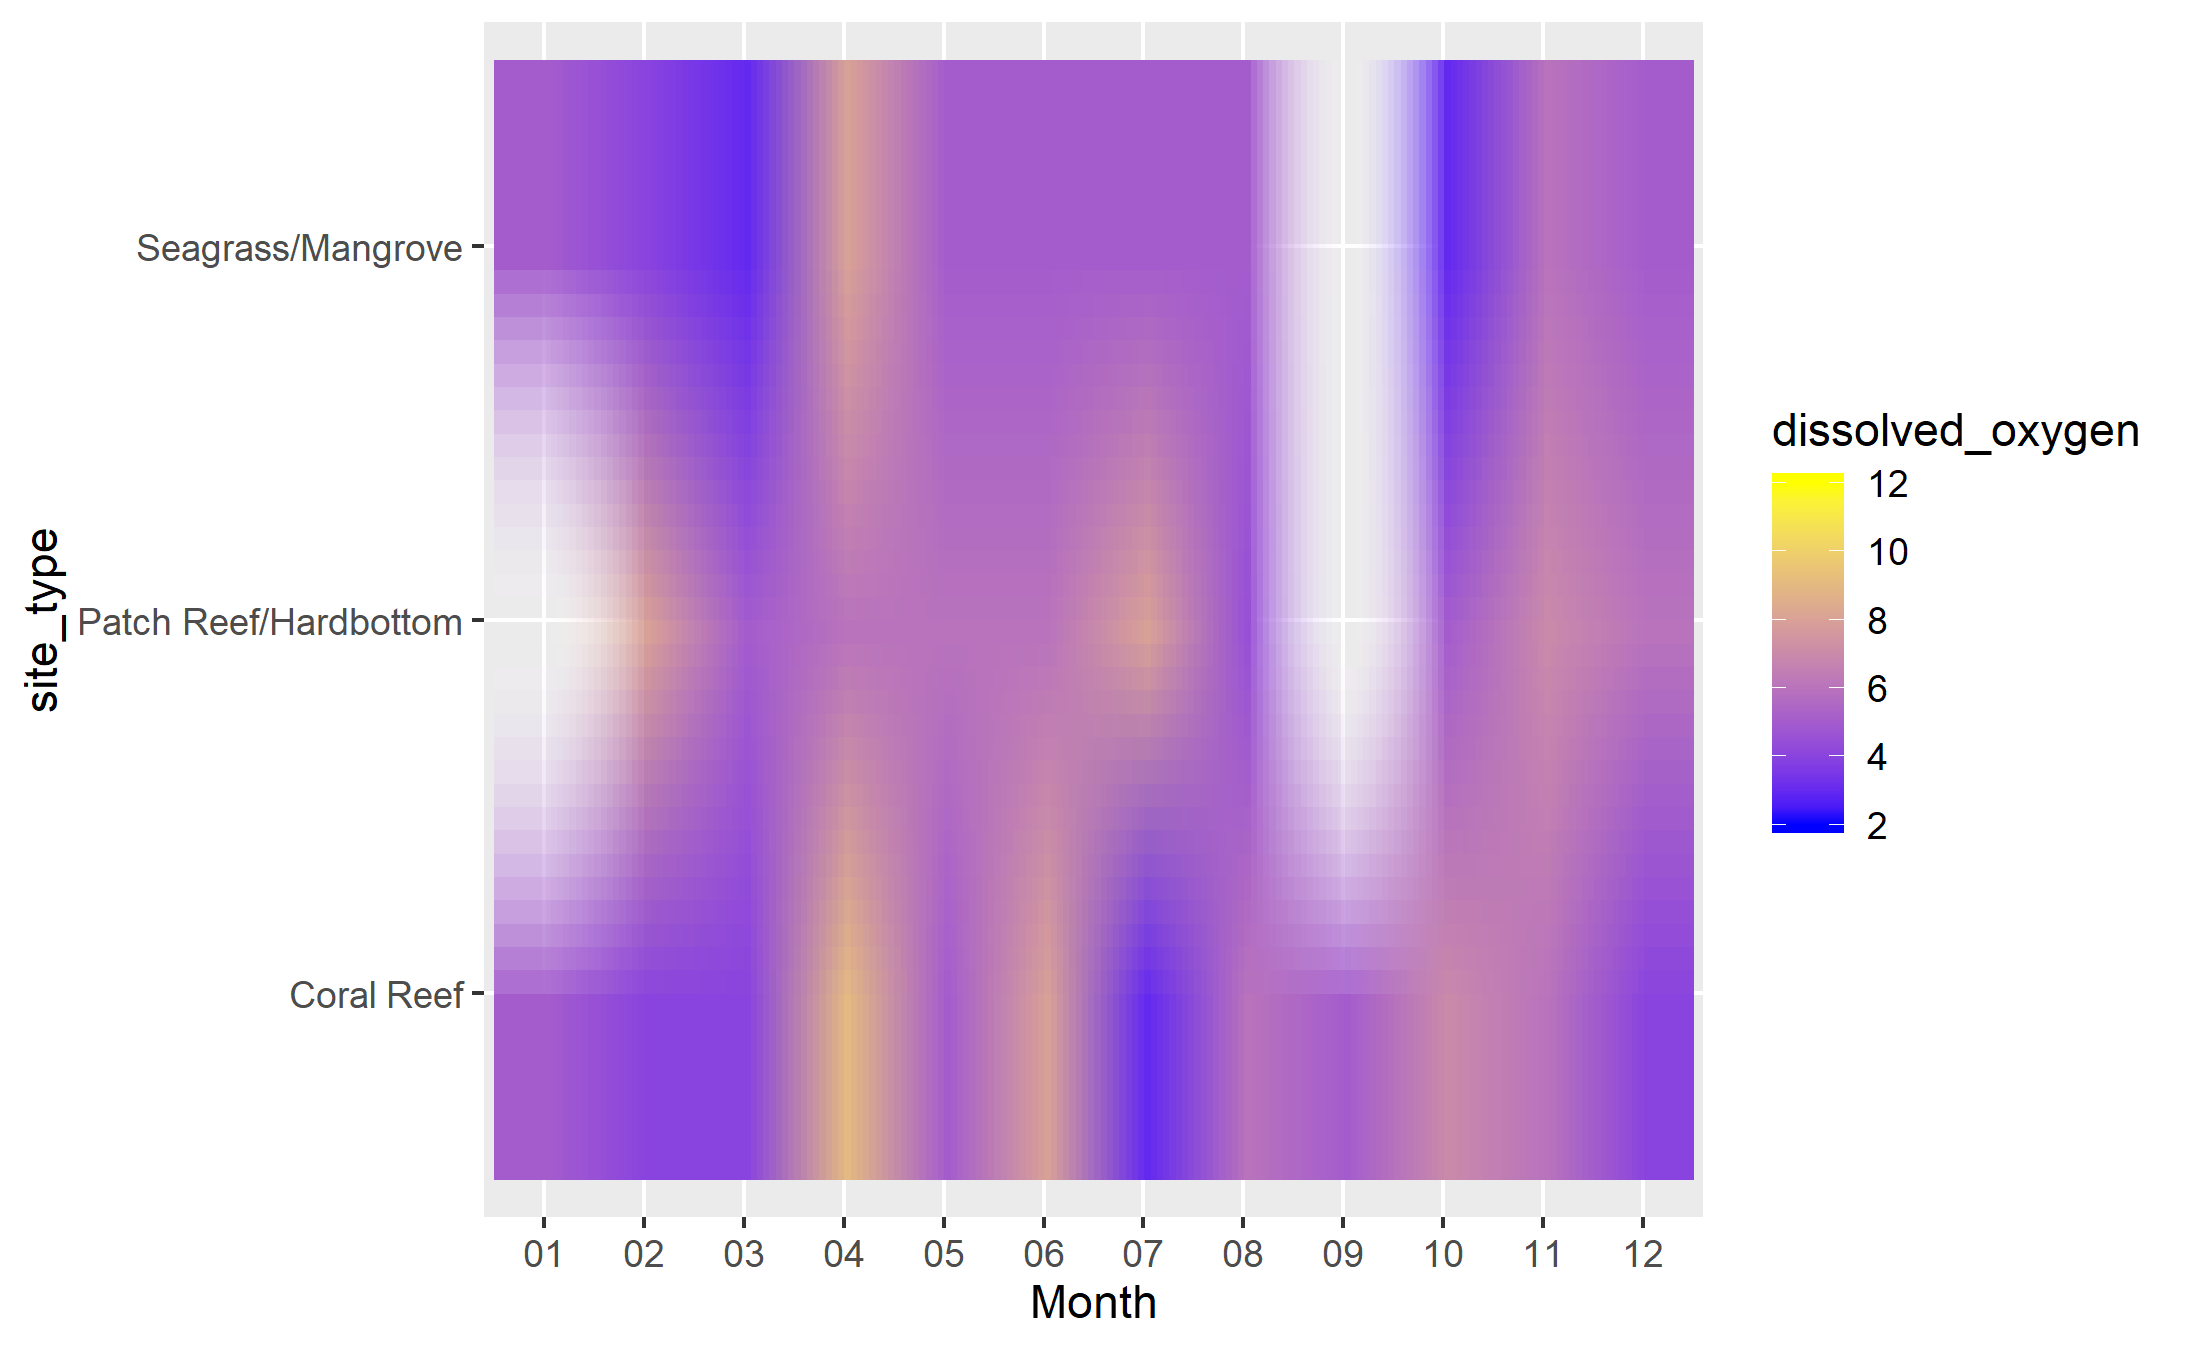 site_type
Seagrass/Mangrove
Patch Reef/Hardbottom
Coral Reef
01 02 03 04 05 06 07 08 09 10 11 12
Month
dissolved_oxygen
12
10
8
6
4
2